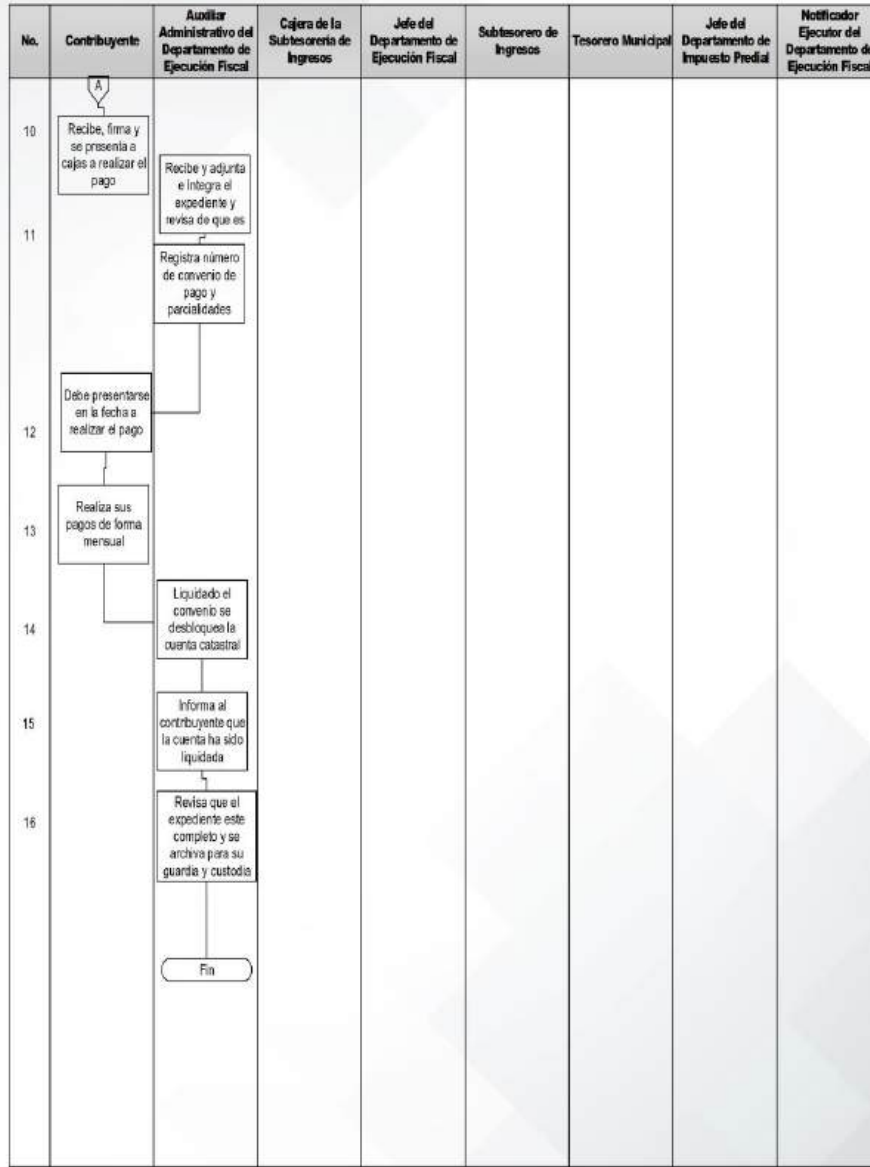 No.
Contribuyente
Auxiliar
Administrativo del
Departamento de
Ejecución Fiscal
Cajera de la
Subtesorería de
Ingresos
Jefe del
Departamento de
Ejecución Fiscal
Subtesorero de
Ingresos
Tesorero Municipal
Jefe del
Departamento de
Impuesto Predial
Notificador
Ejecutor del
Departamento de
Ejecución Fiscal
A
10
Recibe, firma y
se presenta a
cajas a realizar el
pago
Recibe y adjunta
e integra el
expediente y
revisa de que es
11
Registra número
de convenio de
pago y
parcialidades
Debe presentarse
en la fecha a
realizar el pago
12
Realiza sus
pagos de forma
mensual
13
Liquidado el
convenio se
desbloquea la
cuenta catastral
14
Informa al
contribuyente que
la cuenta ha sido
liquidada
15
Revisa que el
expediente este
completo y se
archiva para su
guardia y custodia
16
Fin